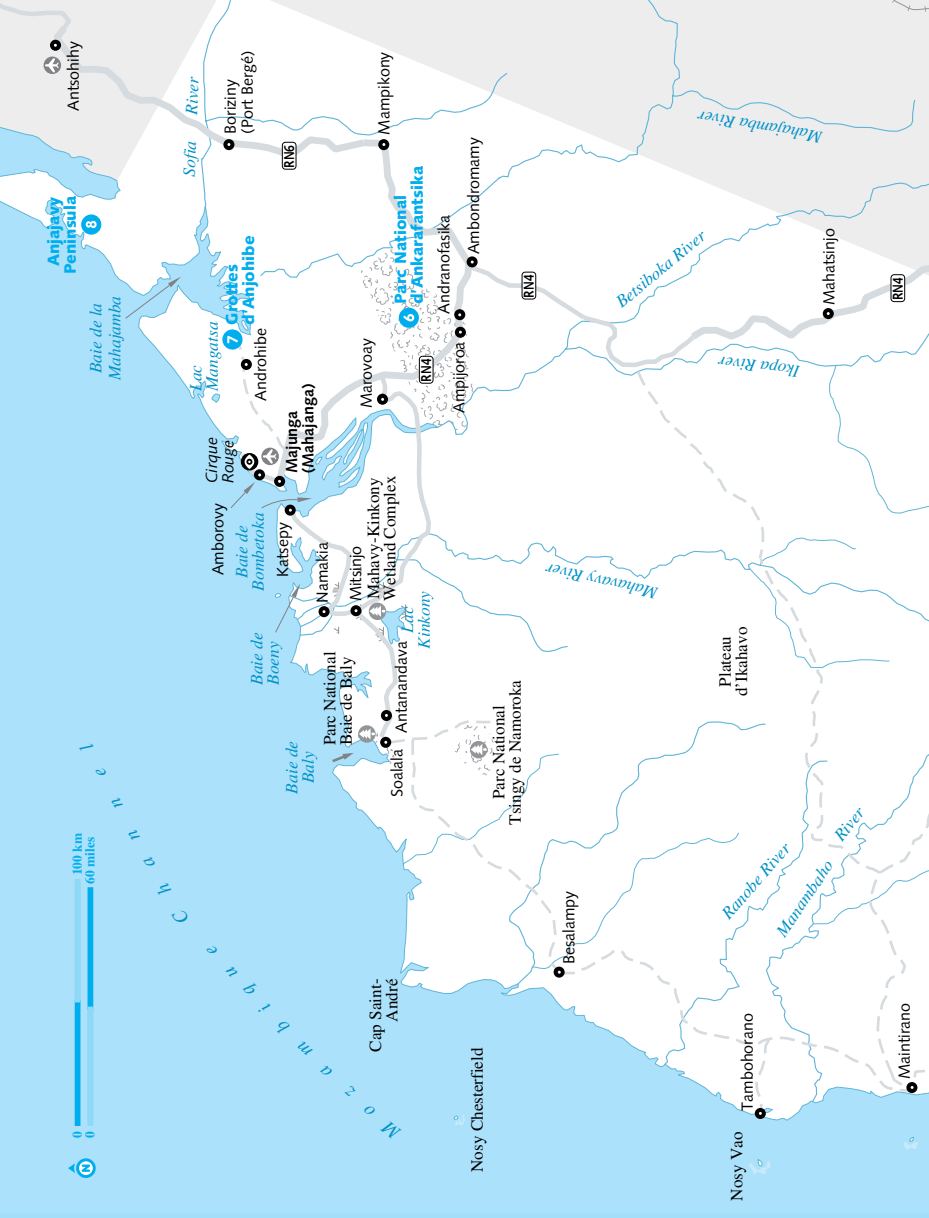 N
0
100 km
0
60 miles
Mozambique Channel
Antsohihy
Anjajavy
Peninsula
8
Baie de la
Mahajamba
Sofia River
Boriziny
(Port Bergé)
RN6
Mampikony
Mahajamba River
7
Grottes
d'Anjohibe
Lac
Mangatsa
Androhibe
6
Parc National
d'Ankarafantsika
Andranofasika
Ambondromamy
RN4
Betsiboka River
Mahatsinjo
RN4
Ikopa River
Ampijoroa
RN4
Marovoay
Cirque
Rouge
Majunga
(Mahajanga)
Amborovy
Baie de
Bombetoka
Katsepy
Namakia
Mitsinjo
Mahavy-Kinkony
Wetland Complex
Lac
Kinkony
Mahavavy River
Baie de
Boeny
Parc National
Baie de Baly
Antanandava
Baie de
Baly
Soalala
Parc National
Tsingy de Namoroka
Plateau
d'Ikahavo
Ranobe River
Manambaho River
Besalampy
Cap Saint-
André
Nosy Chesterfield
Tambohorano
Nosy Vao
Maintirano